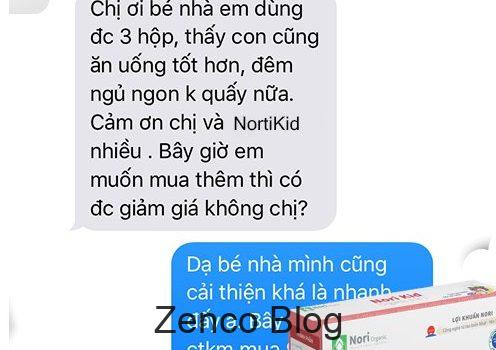 Chị ơi bé nhà em dùng
đc 3 hộp, thấy con cũng
ăn uống tốt hơn, đêm
ngủ ngon k quấy nữa.
Cảm ơn chị và NortiKid
nhiều . Bây giờ em
muốn mua thêm thì có
đc giảm giá không chị?
Dạ bé nhà mình cũng
cải thiện khá là nhanh
Nori Kid
Zenco Blog
LỢI KHUẨN NORI
Nori Organic
ctkm mua